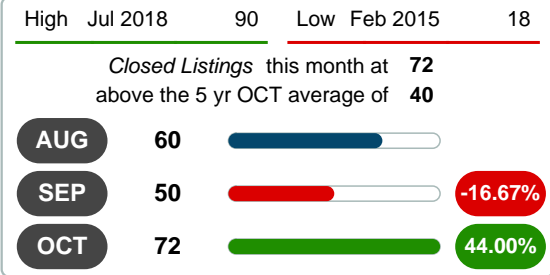 High Jul 2018 90 Low Feb 2015 18
Closed Listings this month at 72
above the 5 yr OCT average of 40
AUG 60
SEP 50 -16.67%
OCT 72 44.00%